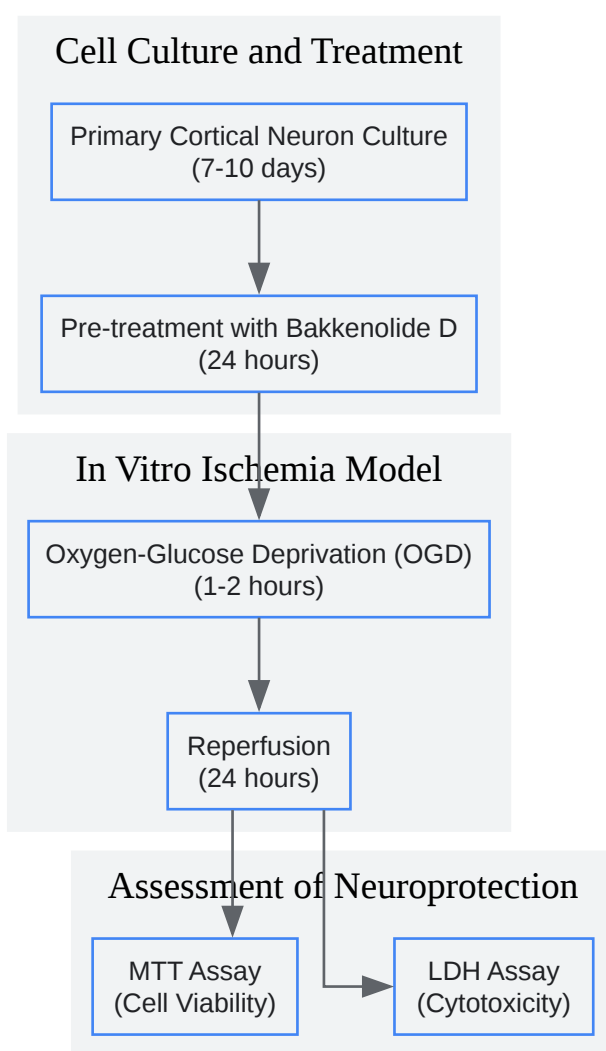 Cell Culture and Treatment
Primary Cortical Neuron Culture
(7-10 days)
Pre-treatment with Bakkenolide D
(24 hours)
In Vitro Ischemia Model
Oxygen-Glucose Deprivation (OGD)
(1-2 hours)
Reperfusion
(24 hours)
Assessment of Neuroprotection
MTT Assay
(Cell Viability)
LDH Assay
(Cytotoxicity)